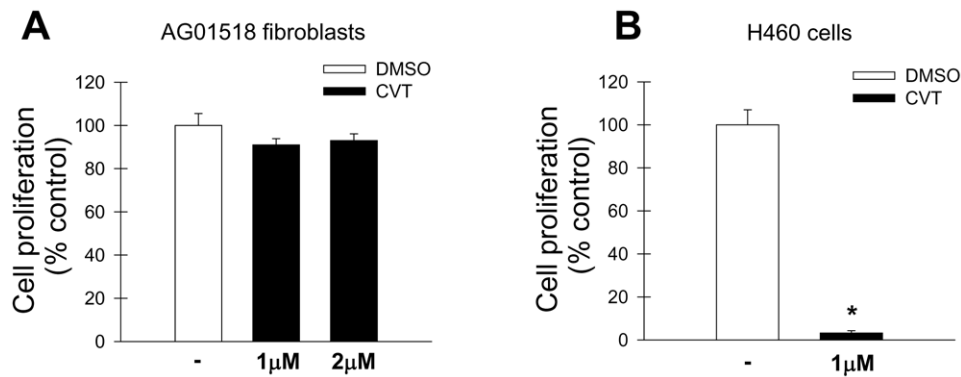 A
AG01518 fibroblasts
DMSO
CVT
Cell proliferation
(% control)
120
100
80
60
40
20
0
- 1μM 2μM
B
H460 cells
DMSO
CVT
Cell proliferation
(% control)
120
100
80
60
40
20
0
*
- 1μM